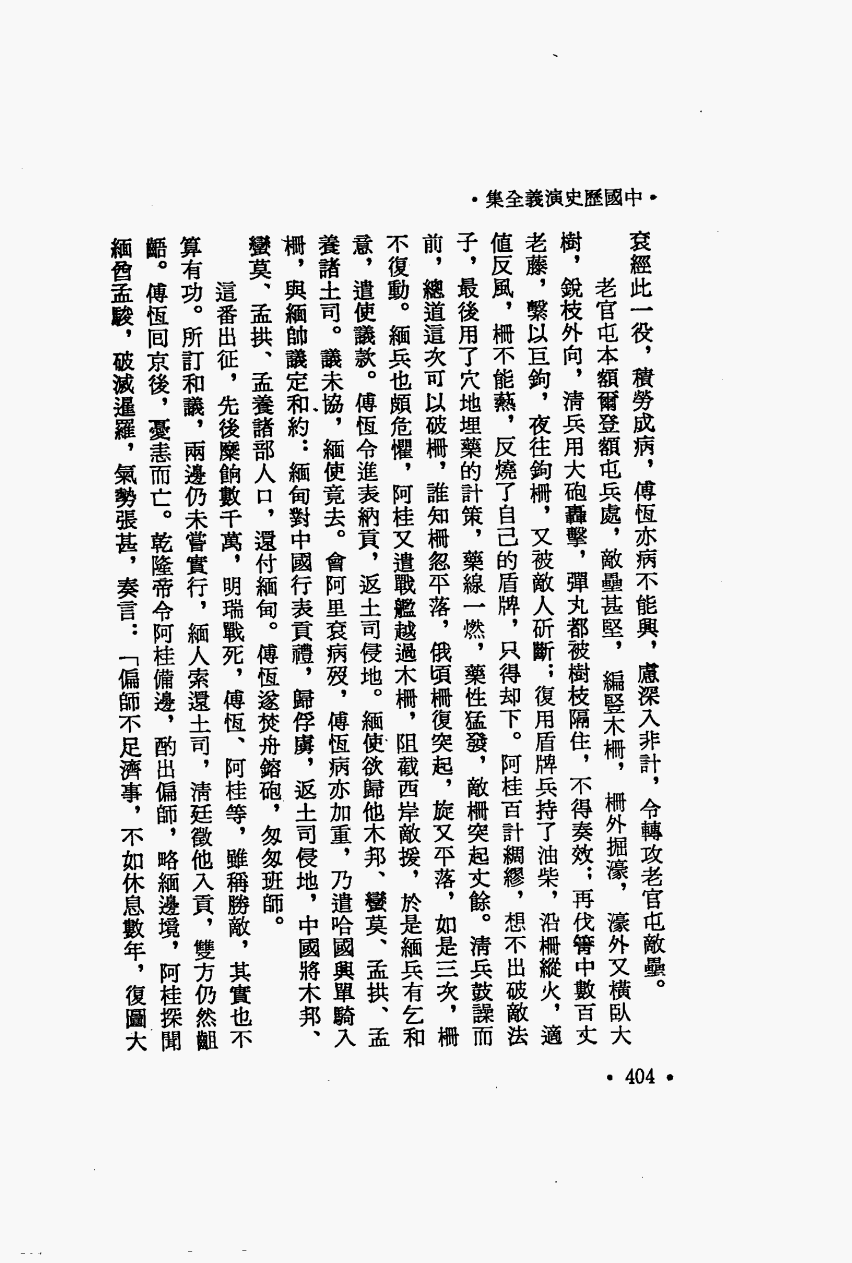 ·中國歷史演義全集·
袞經此一役，積勞成病，傅恆亦病不能興，慮深入非計，令轉攻老官屯敵壘。
老官屯本額爾登額屯兵處，敵壘甚堅，編豎木柵，柵外掘濠，濠外又橫臥大
樹，銳枝外向，清兵用大砲轟擊，彈丸都被樹枝隔住，不得奏效；再伐箐中數百丈
老藤，繫以巨鉤，夜往鉤柵，又被敵人斫斷；復用盾牌兵持了油柴，沿柵縱火，適
值反風，柵不能爇，反燒了自己的盾牌，只得却下。阿桂百計綢繆，想不出破敵法
子，最後用了穴地埋藥的計策，藥線一燃，藥性猛發，敵柵突起丈餘。清兵鼓譟而
前，總道這次可以破柵，誰知柵忽平落，俄頃柵復突起，旋又平落，如是三次，柵
不復動。緬兵也頗危懼，阿桂又遣戰艦越過木柵，阻截西岸敵援，於是緬兵有乞和
意，遣使議款。傅恆令進表納貢，返土司侵地。緬使欲歸他木邦、蠻莫、孟拱、孟
養諸土司。議未協，緬使竟去。會阿里袞病歿，傅恆病亦加重，乃遣哈國興單騎入
柵，與緬帥議定和約：緬甸對中國行表貢禮，歸俘虜，返土司侵地，中國將木邦、
蠻莫、孟拱、孟養諸部人口，還付緬甸。傅恆遂焚舟鎔砲，匆匆班師。
這番出征，先後糜餉數千萬，明瑞戰死，傅恆、阿桂等，雖稱勝敵，其實也不
算有功。所訂和議，兩邊仍未嘗實行，緬人索還土司，清廷徵他入貢，雙方仍然齟
齬。傅恆回京後，憂恚而亡。乾隆帝令阿桂備邊，酌出偏師，略緬邊境，阿桂探聞
緬酋孟駿，破滅暹羅，氣勢張甚，奏言：「偏師不足濟事，不如休息數年，復圖大
·404·